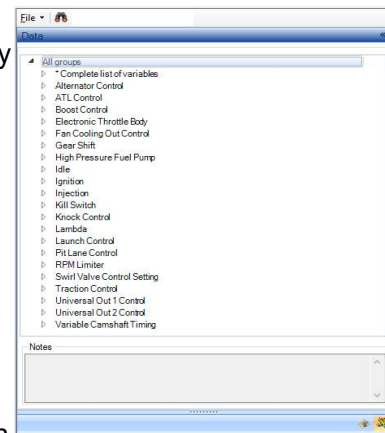 File
Data
All groups
* Complete list of variables
Alternator Control
ATL Control
Boost Control
Electronic Throttle Body
Fan Cooling Out Control
Gear Shift
High Pressure Fuel Pump
Idle
Ignition
Injection
Kill Switch
Knock Control
Lambda
Launch Control
Pit Lane Control
RPM Limiter
Swirl Valve Control Setting
Traction Control
Universal Out 1 Control
Universal Out 2 Control
Variable Camshaft Timing
Notes